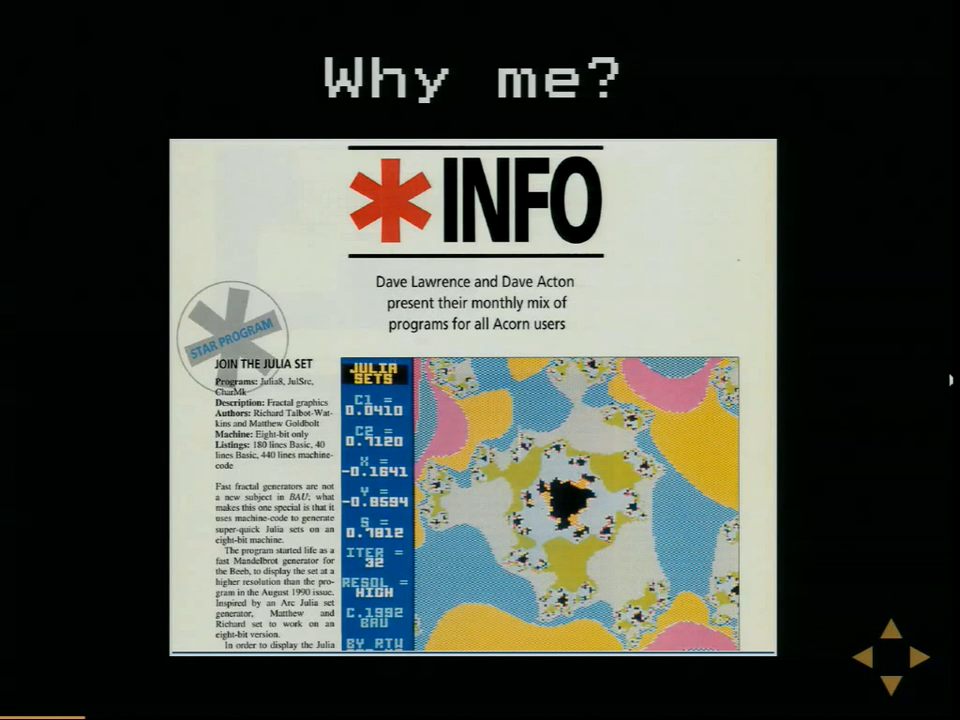 Why me?
*INFO
Dave Lawrence and Dave Acton
present their monthly mix of
programs for all Acorn users
STAR PROGRAM
JOIN THE JULIA SET
Programs: Julia8, JulSrc,
CharMk
Description: Fractal graphics
Authors: Richard Talbot-Wat-
kins and Matthew Godbolt
Machine: Eight-bit only
Listings: 180 lines Basic, 40
lines Basic, 440 lines machine-
code
Fast fractal generators are not
a new subject in BAU; what
makes this one special is that it
uses machine-code to generate
super-quick Julia sets on an
eight-bit machine.
The program started life as a
fast Mandelbrot generator for
the Beeb, to display the set at a
higher resolution than the pro-
gram in the August 1990 issue.
Inspired by an Arc Julia set
generator, Matthew and
Richard set to work on an
eight-bit version.
In order to display the Julia
JULIA
SETS
C1 =
0.0410
C2 =
0.7120
X =
-0.1641
Y =
-0.8594
S =
0.7812
ITER =
32
RESOL =
HIGH
C.1992
BAU
BY RTW